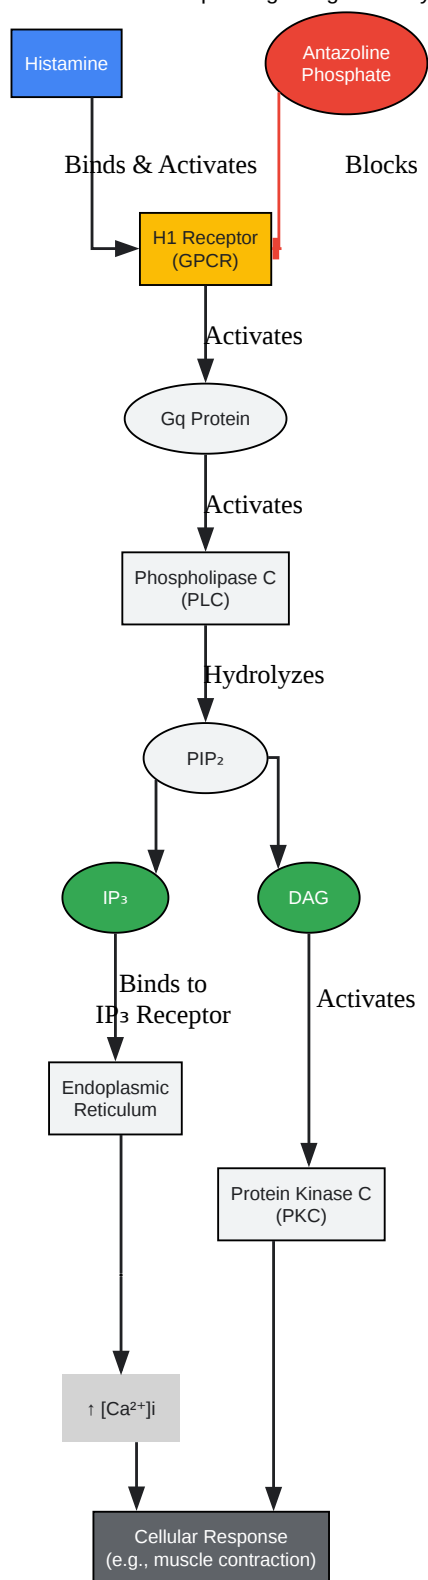 Histamine
Antazoline
Phosphate
Binds & Activates
Blocks
H1 Receptor
(GPCR)
Activates
Gq Protein
Activates
Phospholipase C
(PLC)
Hydrolyzes
PIP₂
IP₃
DAG
Binds to
IP₃ Receptor
Activates
Endoplasmic
Reticulum
Protein Kinase C
(PKC)
↑ [Ca²⁺]i
Cellular Response
(e.g., muscle contraction)